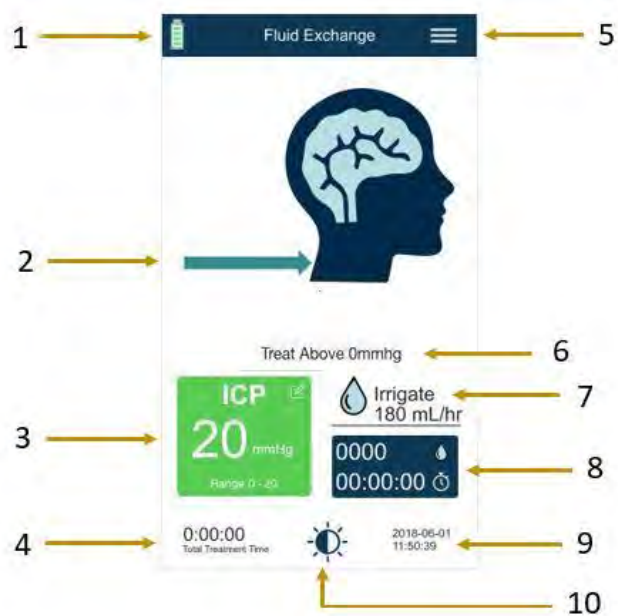 1
Fluid Exchange
5
2
Treat Above 0mmhg
6
ICP
20 mmHg
Range 0 - 20
3
Irrigate
180 mL/hr
7
0000
00:00:00
8
0:00:00
Total Treatment Time
4
2018-06-01
11:50:39
9
10